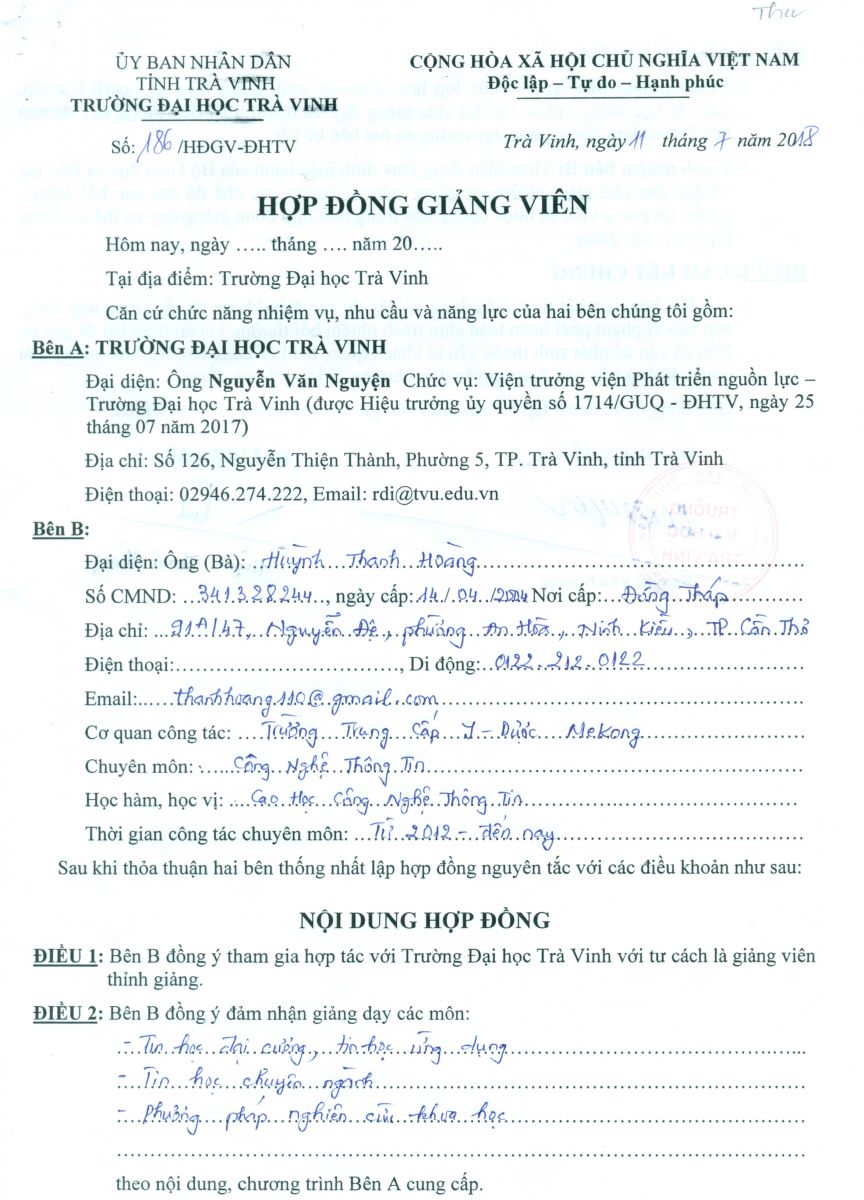 Thu
ỦY BAN NHÂN DÂN
TỈNH TRÀ VINH
TRƯỜNG ĐẠI HỌC TRÀ VINH
Số: 186 /HĐGV-ĐHTV
CỘNG HÒA XÃ HỘI CHỦ NGHĨA VIỆT NAM
Độc lập – Tự do – Hạnh phúc
Trà Vinh, ngày 11 tháng 7 năm 2018
HỢP ĐỒNG GIẢNG VIÊN
Hôm nay, ngày ….. tháng …. năm 20…..
Tại địa điểm: Trường Đại học Trà Vinh
Căn cứ chức năng nhiệm vụ, nhu cầu và năng lực của hai bên chúng tôi gồm:
Bên A: TRƯỜNG ĐẠI HỌC TRÀ VINH
Đại diện: Ông Nguyễn Văn Nguyện Chức vụ: Viện trưởng viện Phát triển nguồn lực –
Trường Đại học Trà Vinh (được Hiệu trưởng ủy quyền số 1714/GUQ - ĐHTV, ngày 25
tháng 07 năm 2017)
Địa chỉ: Số 126, Nguyễn Thiện Thành, Phường 5, TP. Trà Vinh, tỉnh Trà Vinh
Điện thoại: 02946.274.222, Email: rdi@tvu.edu.vn
Bên B:
Đại diện: Ông (Bà): Huỳnh Thanh Hoàng
Số CMND: 341328244, ngày cấp: 14/04/2004 Nơi cấp: Đồng Tháp
Địa chỉ: 91A/47, Nguyễn Đệ, phường An Hòa, Ninh Kiều, TP Cần Thơ
Điện thoại:……………………………, Di động: 0122.212.0122
Email: thanhhoang110@gmail.com
Cơ quan công tác: Trường Trung Cấp Y - Dược MeKong
Chuyên môn: Công Nghệ Thông Tin
Học hàm, học vị: Cao Học Công Nghệ Thông Tin
Thời gian công tác chuyên môn: Từ 2012 - đến nay
Sau khi thỏa thuận hai bên thống nhất lập hợp đồng nguyên tắc với các điều khoản như sau:
NỘI DUNG HỢP ĐỒNG
ĐIỀU 1: Bên B đồng ý tham gia hợp tác với Trường Đại học Trà Vinh với tư cách là giảng viên
thỉnh giảng.
ĐIỀU 2: Bên B đồng ý đảm nhận giảng dạy các môn:
- Tin học đại cương, tin học ứng dụng
- Tin học chuyên ngành
- Phương pháp nghiên cứu khoa học
theo nội dung, chương trình Bên A cung cấp.